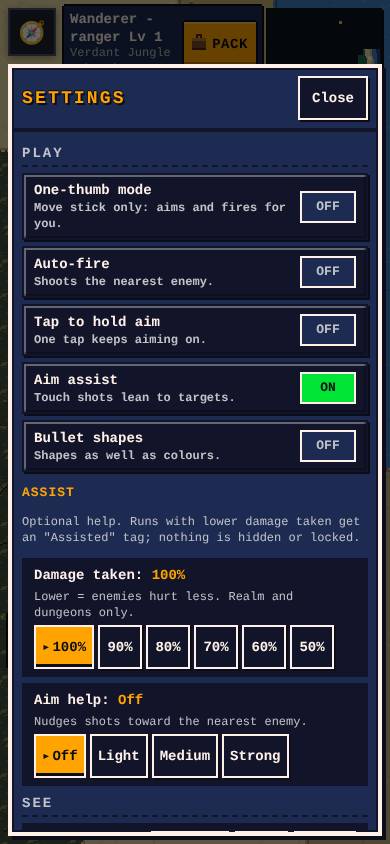 Wanderer -
ranger Lv 1
Verdant Jungle
PACK
SETTINGS
Close
PLAY
One-thumb mode
Move stick only: aims and fires for
you.
OFF
Auto-fire
Shoots the nearest enemy.
OFF
Tap to hold aim
One tap keeps aiming on.
OFF
Aim assist
Touch shots lean to targets.
ON
Bullet shapes
Shapes as well as colours.
OFF
ASSIST
Optional help. Runs with lower damage taken get
an "Assisted" tag; nothing is hidden or locked.
Damage taken: 100%
Lower = enemies hurt less. Realm and
dungeons only.
▸100% 90% 80% 70% 60% 50%
Aim help: Off
Nudges shots toward the nearest enemy.
▸Off Light Medium Strong
SEE